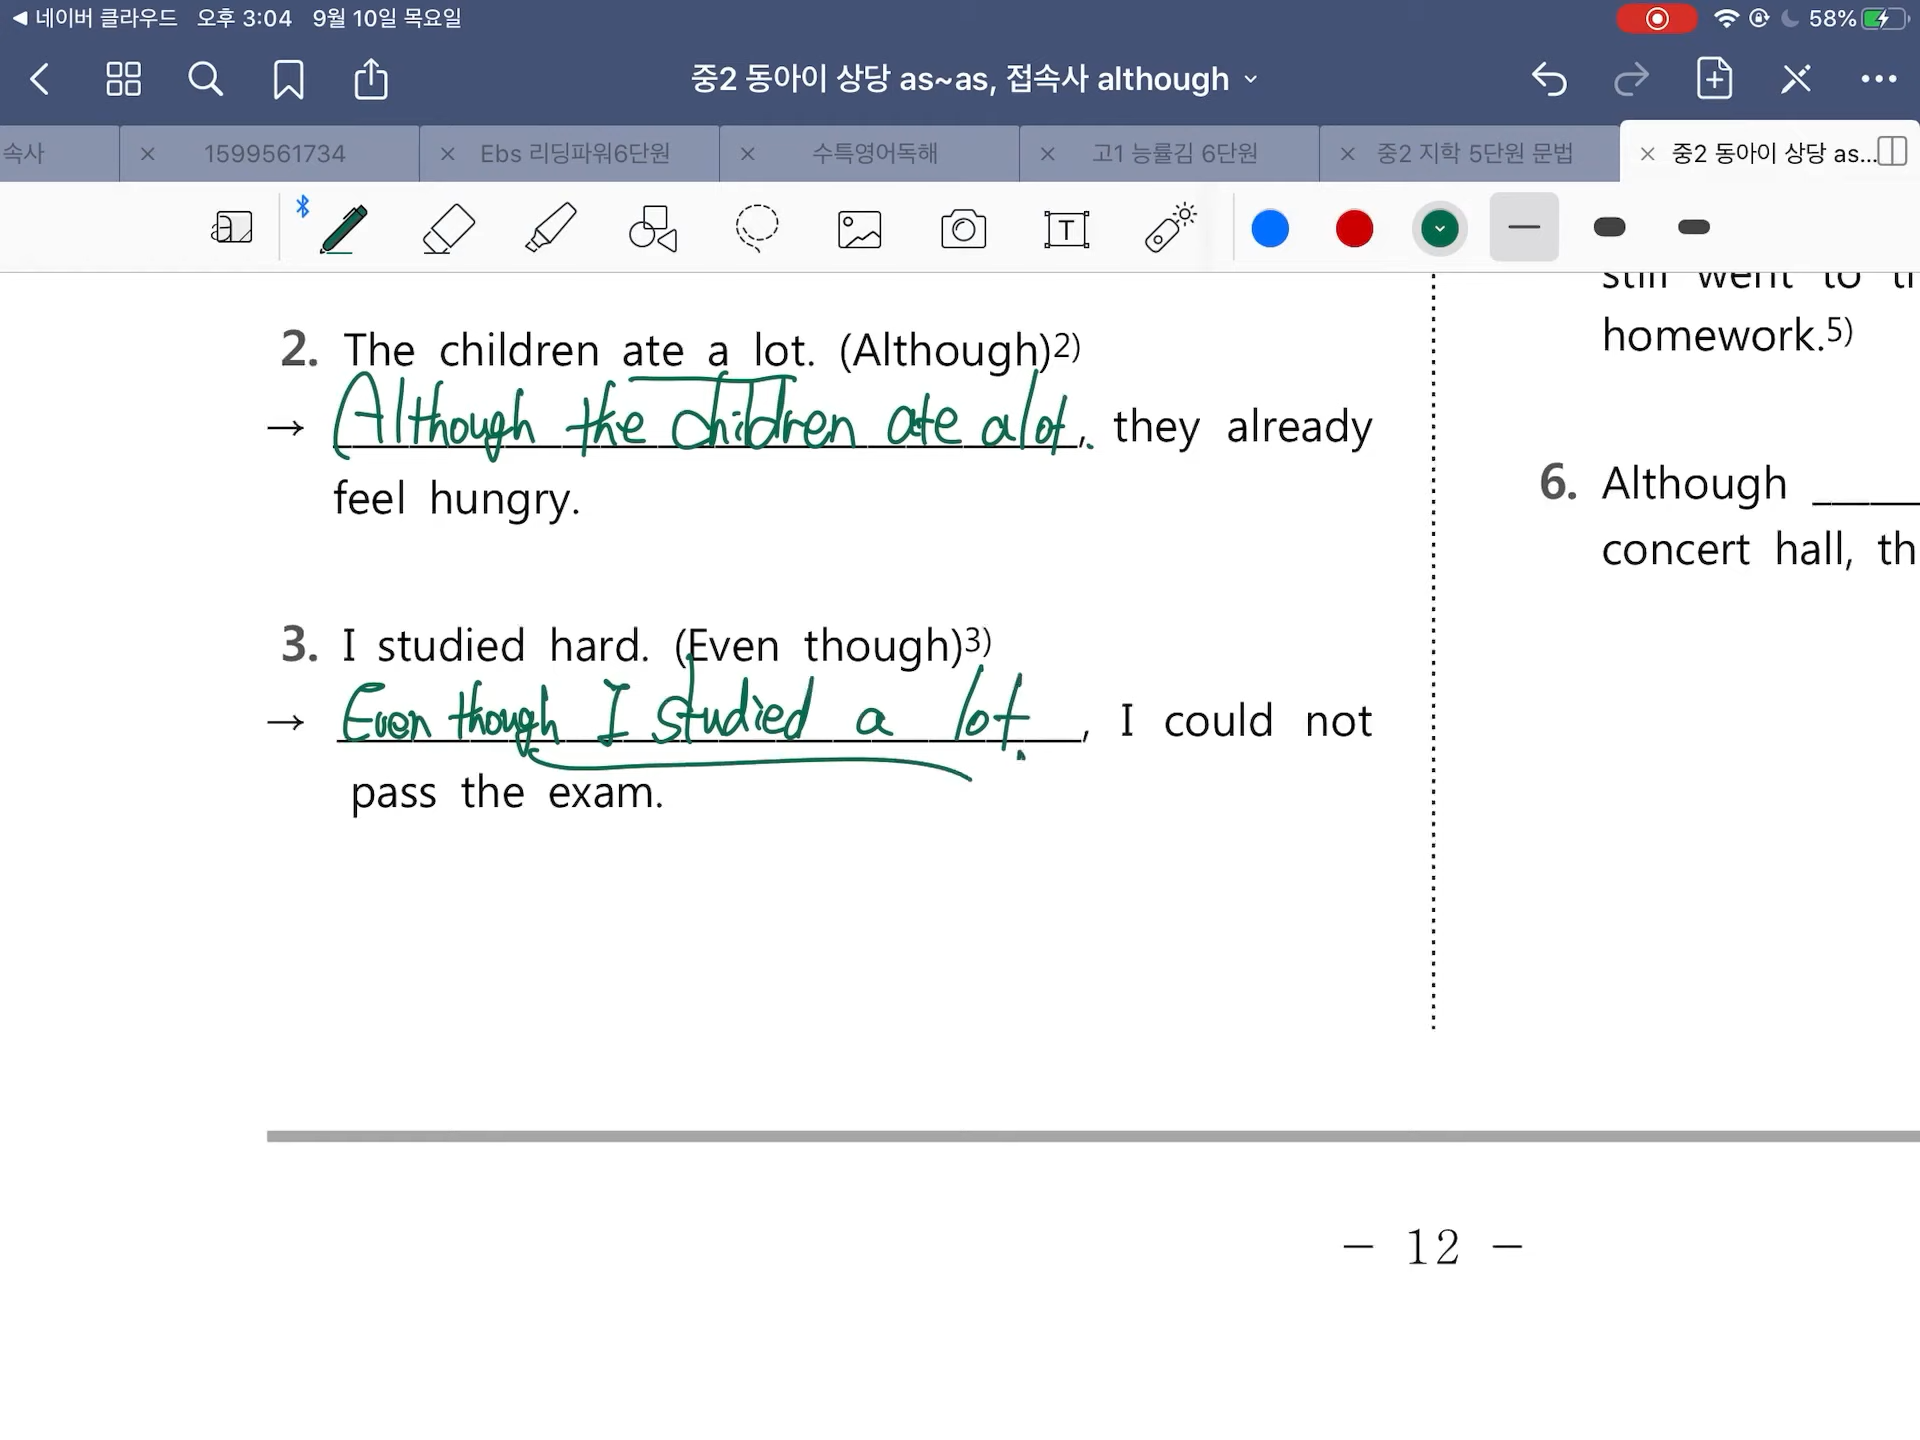 ◀ 네이버 클라우드 오후 3:04 9월 10일 목요일 58%
중2 동아이 상당 as~as, 접속사 although
속사 × 1599561734 × Ebs 리딩파워6단원 × 수특영어독해 × 고1 능률김 6단원 × 중2 지학 5단원 문법 × 중2 동아이 상당 as...
2. The children ate a lot. (Although)2)
→ Although the children ate a lot, they already
feel hungry.
3. I studied hard. (Even though)3)
→ Even though I studied a lot, I could not
pass the exam.
still went to
homework.5)
6. Although ____
concert hall, th
- 12 -